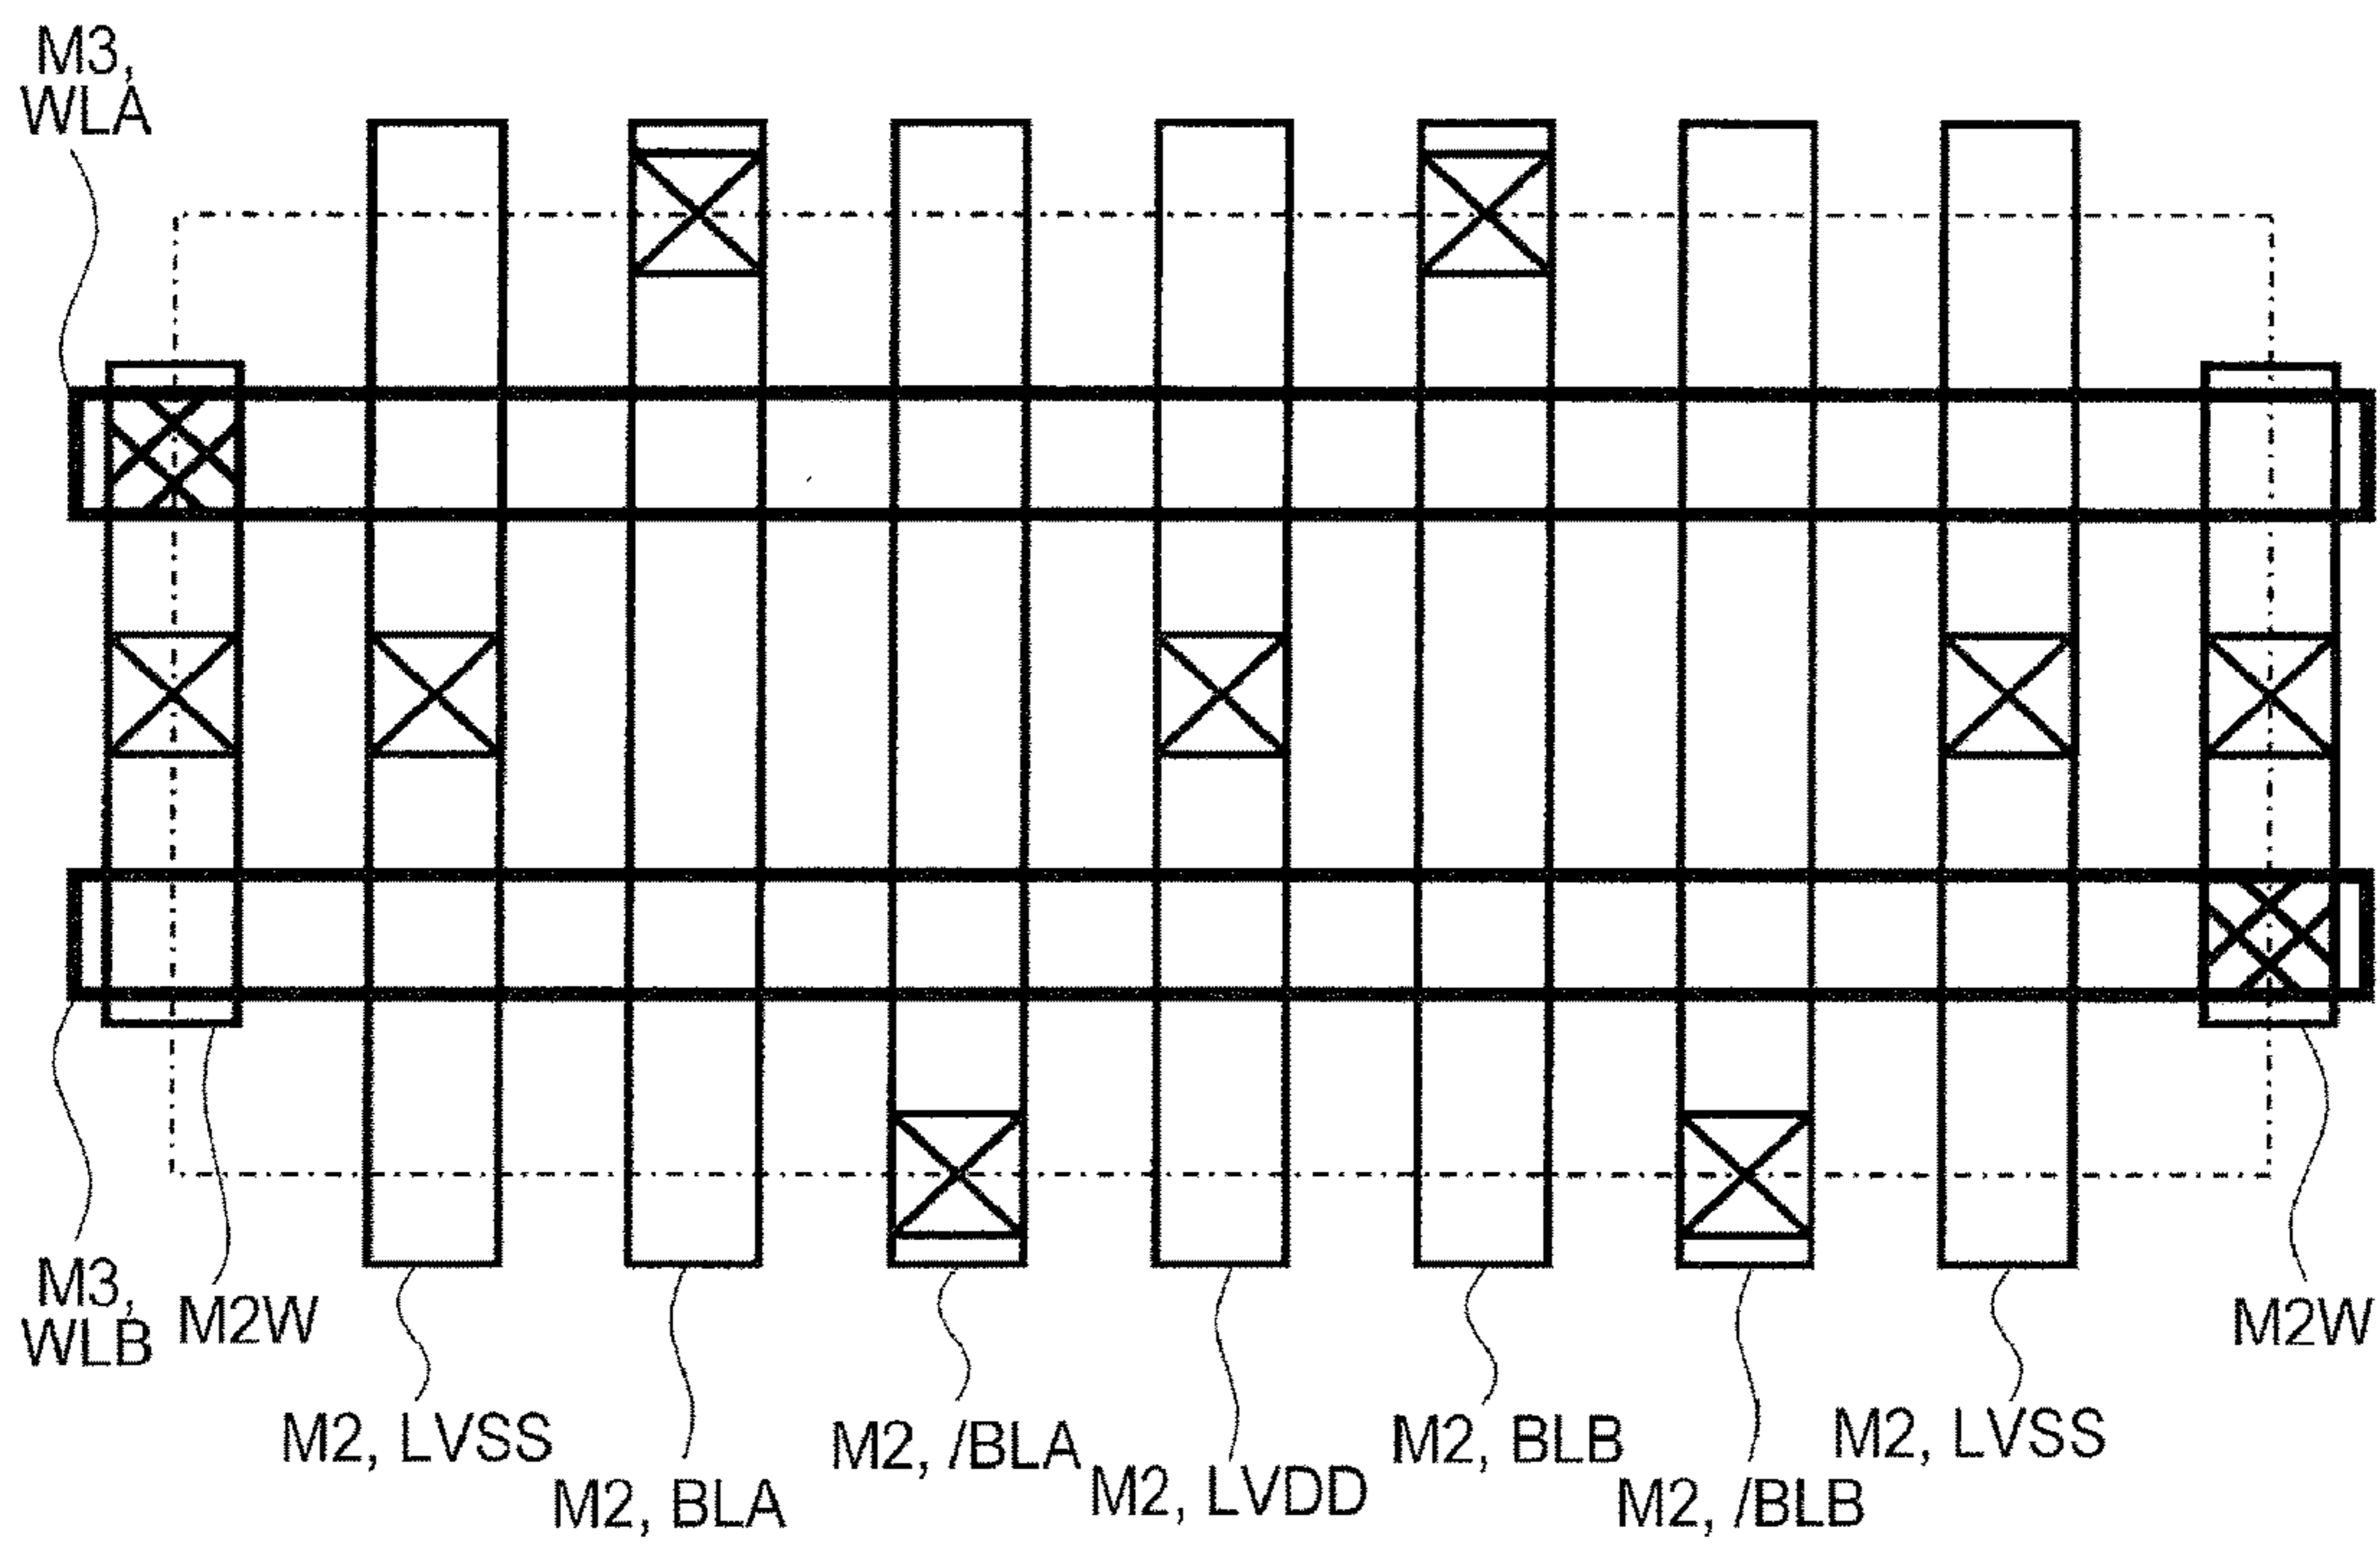 M3,
WLA
M3,
WLB
M2W
M2, LVSS
M2, BLA
M2, /BLA
M2, LVDD
M2, BLB
M2, /BLB
M2, LVSS
M2W